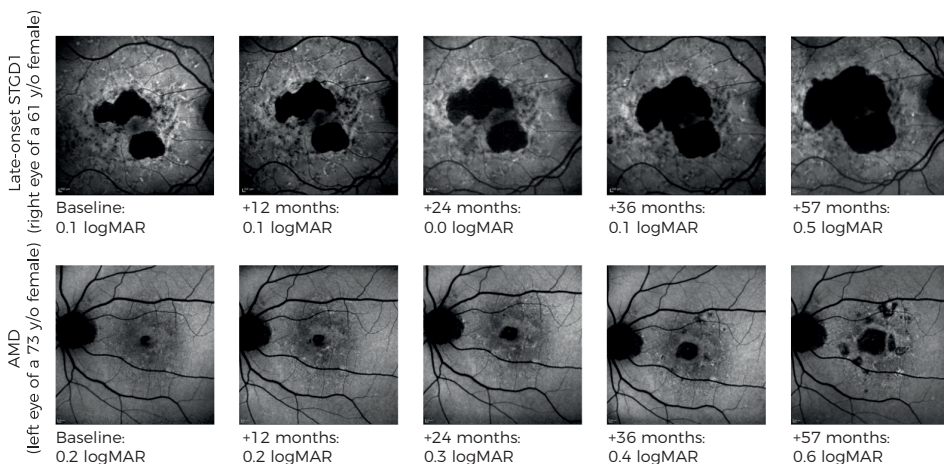 Late-onset STGD1
(right eye of a 61 y/o female)
Baseline:
0.1 logMAR
+12 months:
0.1 logMAR
+24 months:
0.0 logMAR
+36 months:
0.1 logMAR
+57 months:
0.5 logMAR
AMD
(left eye of a 73 y/o female)
Baseline:
0.2 logMAR
+12 months:
0.2 logMAR
+24 months:
0.3 logMAR
+36 months:
0.4 logMAR
+57 months:
0.6 logMAR